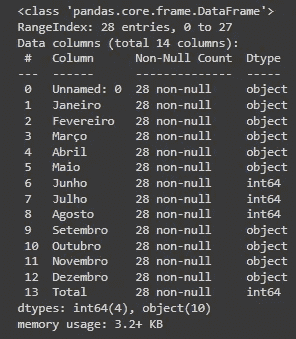 <class 'pandas.core.frame.DataFrame'>
RangeIndex: 28 entries, 0 to 27
Data columns (total 14 columns):
 #   Column      Non-Null Count  Dtype
---  ------      --------------  -----
 0   Unnamed: 0  28 non-null     object
 1   Janeiro     28 non-null     object
 2   Fevereiro   28 non-null     object
 3   Março       28 non-null     object
 4   Abril       28 non-null     object
 5   Maio        28 non-null     object
 6   Junho       28 non-null     int64
 7   Julho       28 non-null     int64
 8   Agosto      28 non-null     int64
 9   Setembro    28 non-null     object
 10  Outubro     28 non-null     object
 11  Novembro    28 non-null     object
 12  Dezembro    28 non-null     object
 13  Total       28 non-null     int64
dtypes: int64(4), object(10)
memory usage: 3.2+ KB